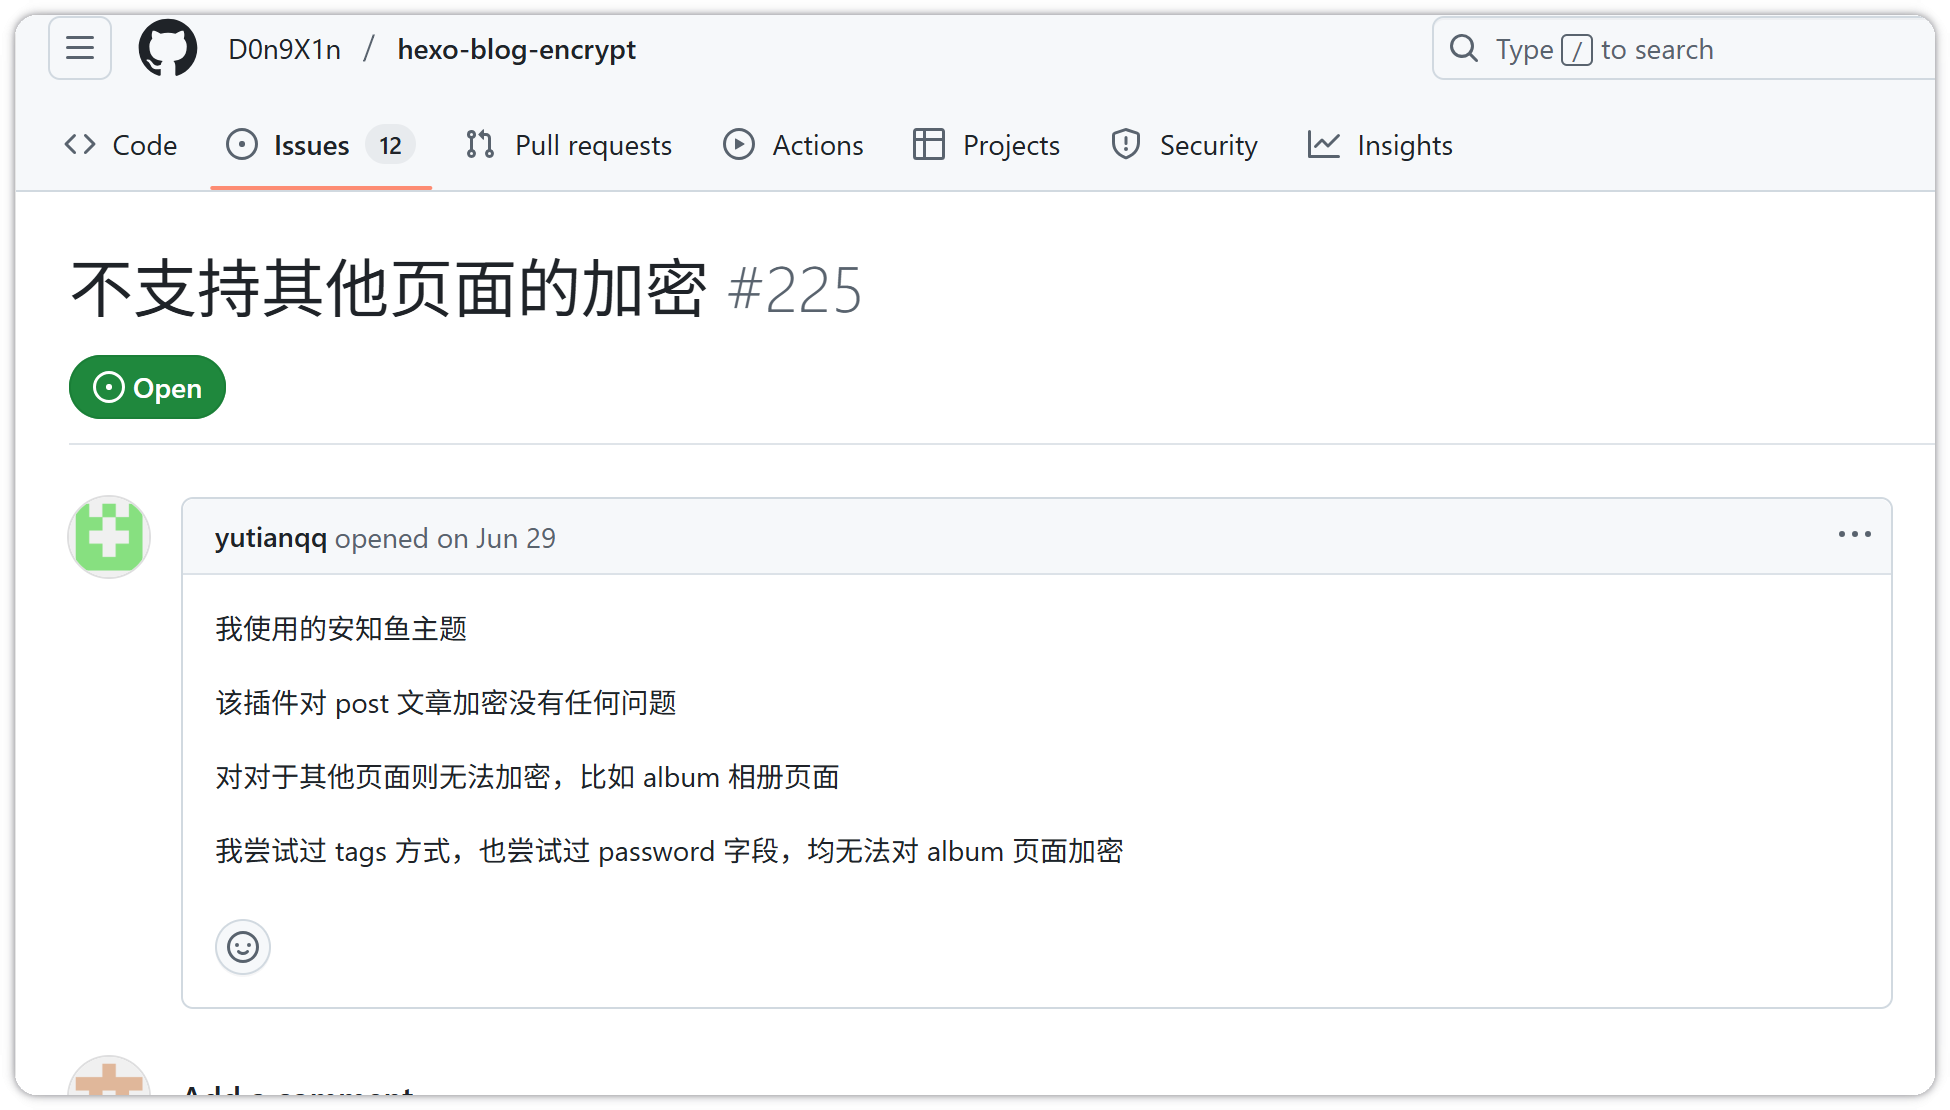 D0n9X1n / hexo-blog-encrypt
Type / to search
Code Issues 12 Pull requests Actions Projects Security Insights
不支持其他页面的加密 #225
Open
yutianqq opened on Jun 29
我使用的安知鱼主题
该插件对 post 文章加密没有任何问题
对对于其他页面则无法加密，比如 album 相册页面
我尝试过 tags 方式，也尝试过 password 字段，均无法对 album 页面加密
Add a comment